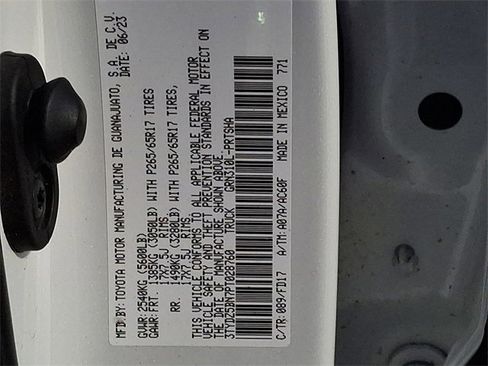 MFD BY: TOYOTA MOTOR MANUFACTURING DE GUANAJUATO, S.A. DE C.V.
DATE: 06/23
GVWR: 2540KG (5600LB)
GAWR: FRT. 1385KG (3050LB) WITH P265/65R17 TIRES
17X7.5J RIMS,
RR. 1490KG (3280LB) WITH P265/65R17 TIRES,
17X7.5J RIMS,
THIS VEHICLE CONFORMS TO ALL APPLICABLE FEDERAL MOTOR
VEHICLE SAFETY AND THEFT PREVENTION STANDARDS IN EFFECT ON
THE DATE OF MANUFACTURE SHOWN ABOVE.
3TYDZ5BN7PT028760 TRUCK GRN310L-PRTSHA
C/TR: 089/FD17 A/TM: A07A/AC60F MADE IN MEXICO 771